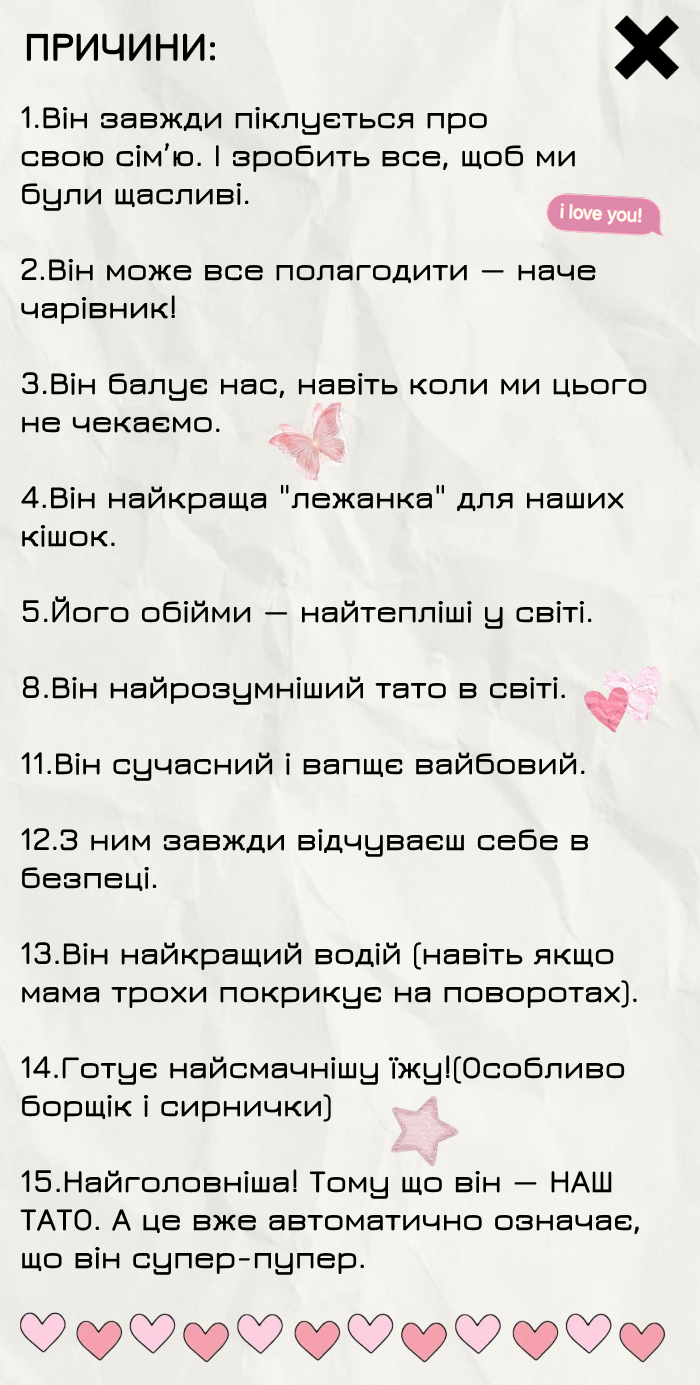 ПРИЧИНИ:
1.Він завжди піклується про
свою сім'ю. І зробить все, щоб ми
були щасливі.
i love you!
2.Він може все полагодити — наче
чарівник!
3.Він балує нас, навіть коли ми цього
не чекаємо.
4.Він найкраща "лежанка" для наших
кішок.
5.Його обійми — найтепліші у світі.
8.Він найрозумніший тато в світі.
11.Він сучасний і вапще вайбовий.
12.З ним завжди відчуваєш себе в
безпеці.
13.Він найкращий водій (навіть якщо
мама трохи покрикує на поворотах).
14.Готує найсмачнішу їжу!(Особливо
борщік і сирнички)
15.Найголовніша! Тому що він — НАШ
ТАТО. А це вже автоматично означає,
що він супер-пупер.